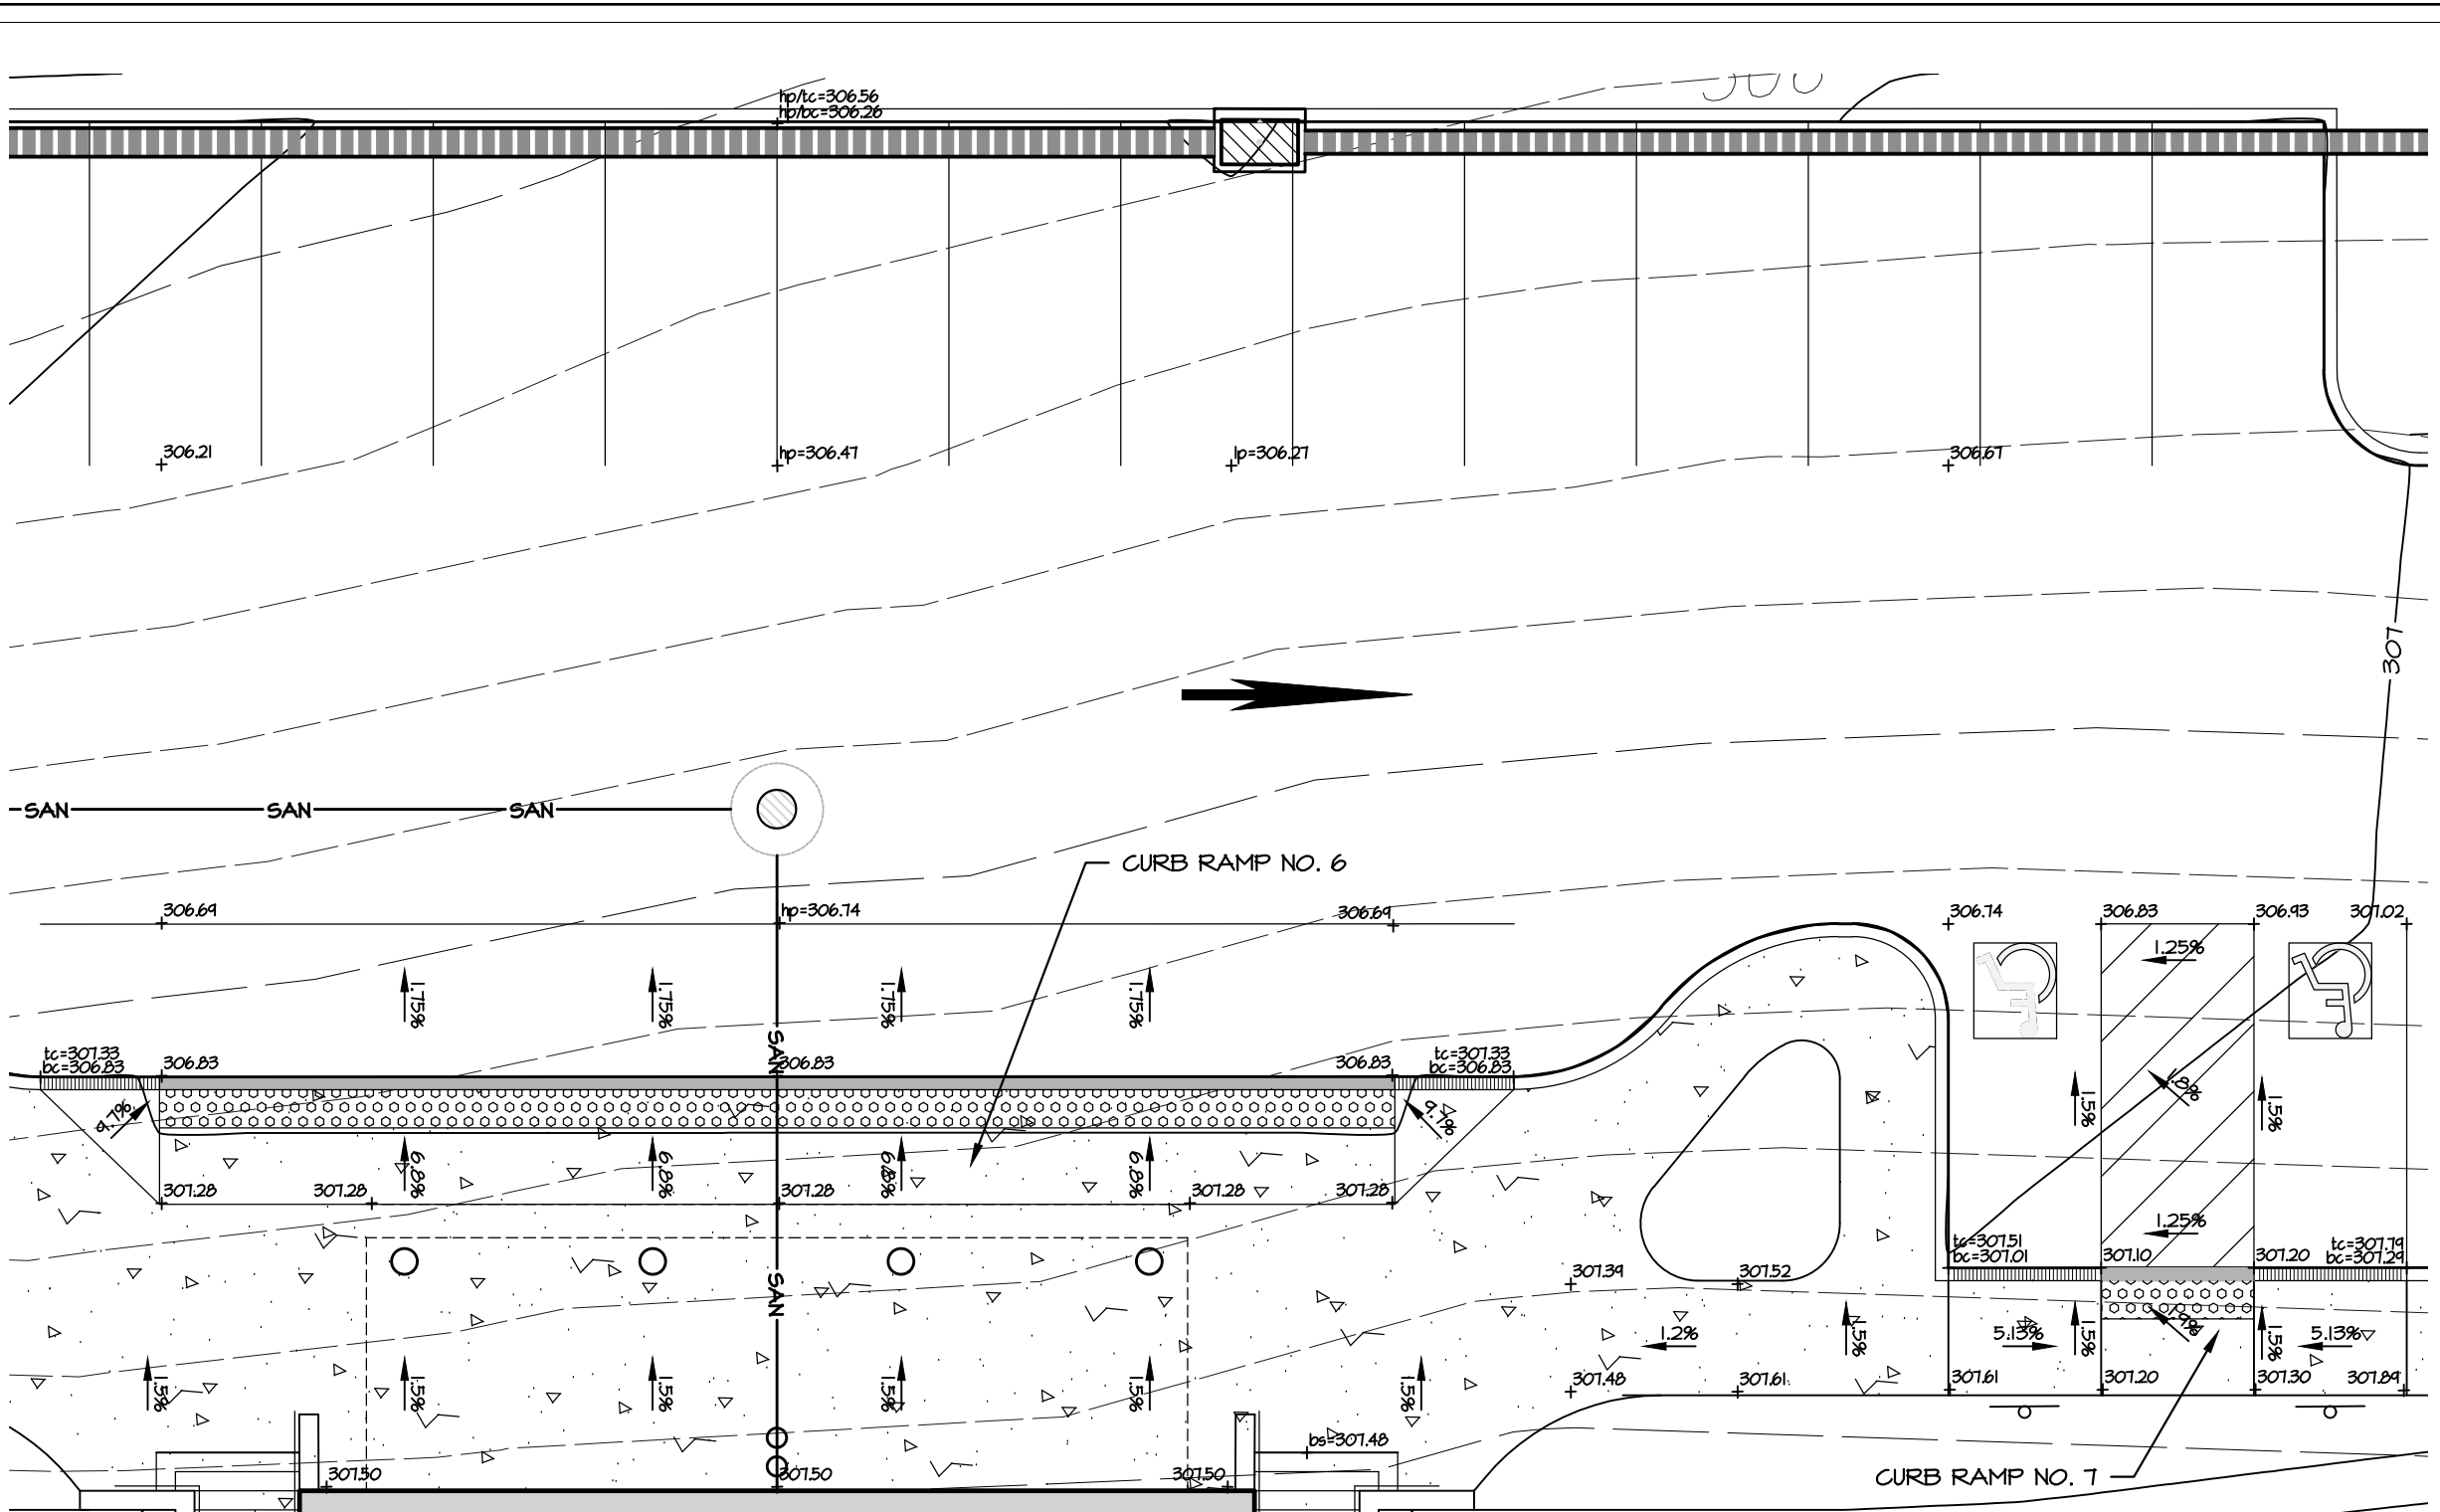 hp/tc=306.56
hp/bc=306.26
306.21
hp=306.47
lp=306.27
306.67
307
SAN
SAN
SAN
CURB RAMP NO. 6
306.69
hp=306.74
306.69
306.74
306.83
306.93
307.02
1.25%
1.75%
1.75%
1.75%
1.75%
SAN
tc=307.33
bc=306.83
306.83
306.83
306.83
tc=307.33
bc=306.83
1.8%
1.5%
1.5%
9.7%
9.7%
6.8%
6.8%
6.8%
6.8%
307.28
307.28
307.28
307.28
307.28
1.25%
tc=307.51
bc=307.01
307.10
307.20
tc=307.79
bc=307.29
SAN
307.39
307.52
1.2%
1.5%
5.13%
1.5%
1.9%
1.5%
5.13%
1.5%
1.5%
1.5%
1.5%
1.5%
1.5%
307.48
307.61
307.61
307.20
307.30
307.89
bs=307.48
307.50
307.50
307.50
CURB RAMP NO. 7